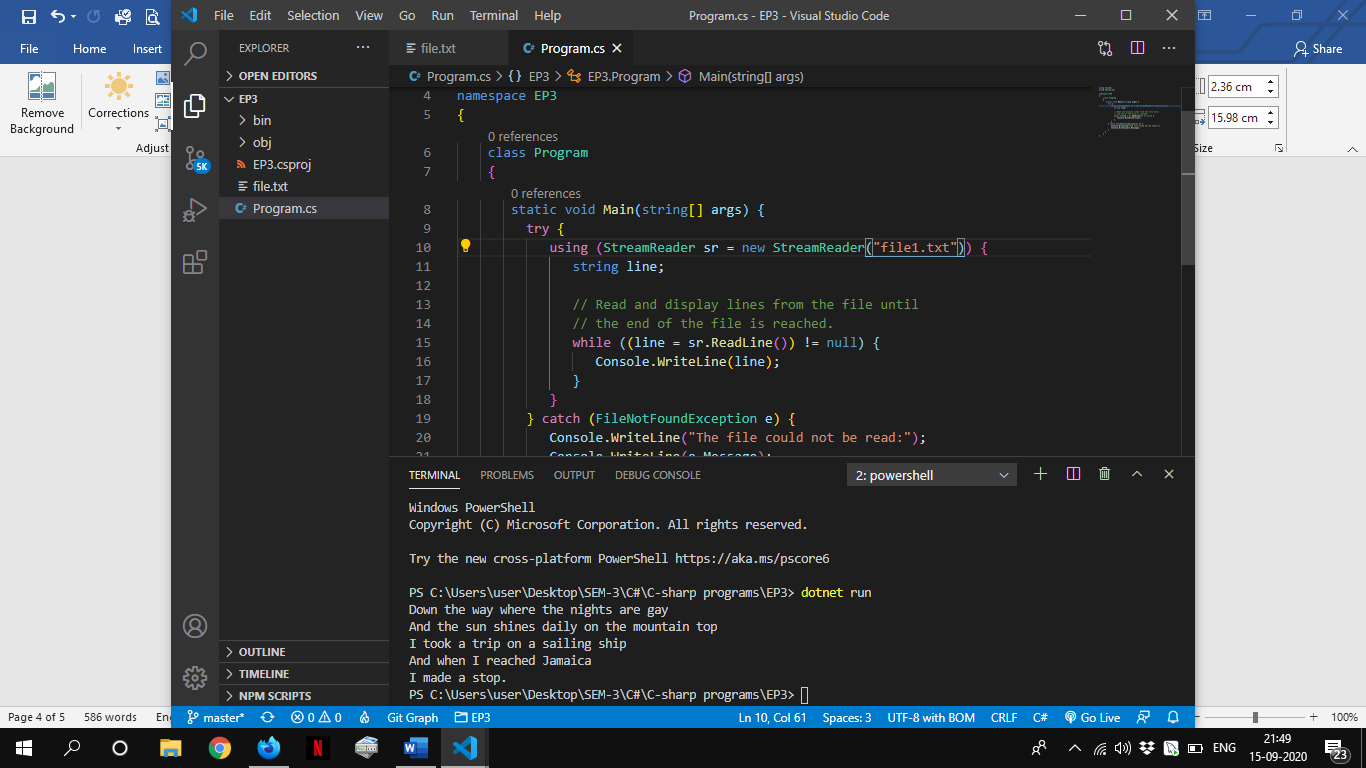 File Edit Selection View Go Run Terminal Help Program.cs - EP3 - Visual Studio Code
File Home Insert Share
Remove Background
Corrections
Adjust
2.36 cm
15.98 cm
Size
EXPLORER ···
OPEN EDITORS
EP3
bin
obj
EP3.csproj
file.txt
C# Program.cs
5K
OUTLINE
TIMELINE
NPM SCRIPTS
file.txt C# Program.cs
C# Program.cs > {} EP3 > EP3.Program > Main(string[] args)
4 namespace EP3
5 {
0 references
6 class Program
7 {
0 references
8 static void Main(string[] args) {
9 try {
10 using (StreamReader sr = new StreamReader("file1.txt")) {
11 string line;
12
13 // Read and display lines from the file until
14 // the end of the file is reached.
15 while ((line = sr.ReadLine()) != null) {
16 Console.WriteLine(line);
17 }
18 }
19 } catch (FileNotFoundException e) {
20 Console.WriteLine("The file could not be read:");
21 Console.WriteLine(e.Message);
TERMINAL PROBLEMS OUTPUT DEBUG CONSOLE 2: powershell
Windows PowerShell
Copyright (C) Microsoft Corporation. All rights reserved.
Try the new cross-platform PowerShell https://aka.ms/pscore6
PS C:\Users\user\Desktop\SEM-3\C#\C-sharp programs\EP3> dotnet run
Down the way where the nights are gay
And the sun shines daily on the mountain top
I took a trip on a sailing ship
And when I reached Jamaica
I made a stop.
PS C:\Users\user\Desktop\SEM-3\C#\C-sharp programs\EP3>
Page 4 of 5 586 words
master* 0 0 Git Graph EP3 Ln 10, Col 61 Spaces: 3 UTF-8 with BOM CRLF C# Go Live
100%
N W ENG 21:49
15-09-2020
23